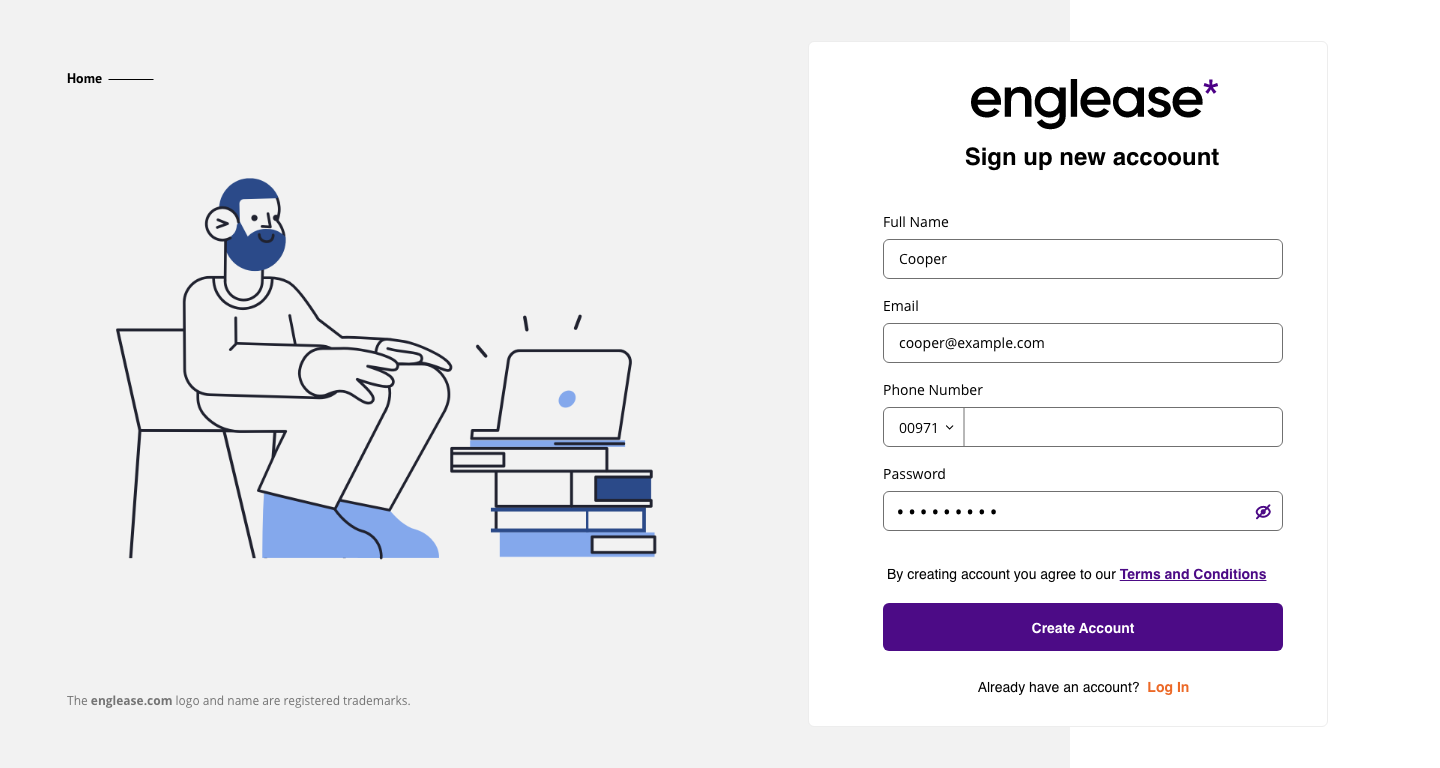 Home
englease*
Sign up new accoount
Full Name
Cooper
Email
cooper@example.com
Phone Number
00971
Password
By creating account you agree to our Terms and Conditions
Create Account
Already have an account? Log In
The englease.com logo and name are registered trademarks.